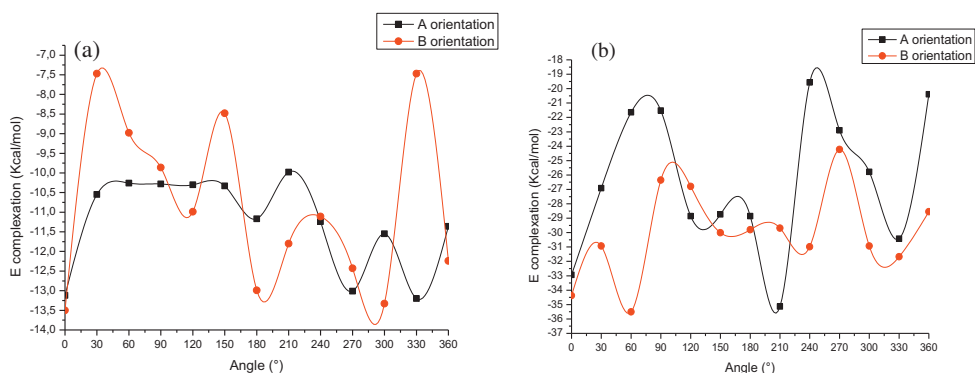 (a)
A orientation
B orientation
E complexation (Kcal/mol)
-7,0
-7,5
-8,0
-8,5
-9,0
-9,5
-10,0
-10,5
-11,0
-11,5
-12,0
-12,5
-13,0
-13,5
-14,0
0 30 60 90 120 150 180 210 240 270 300 330 360
Angle (°)
(b)
A orientation
B orientation
E complexation (Kcal/mol)
-18
-20
-21
-22
-23
-24
-25
-26
-27
-28
-29
-30
-31
-32
-33
-34
-35
-36
-37
0 30 60 90 120 150 180 210 240 270 300 330 360
Angle (°)